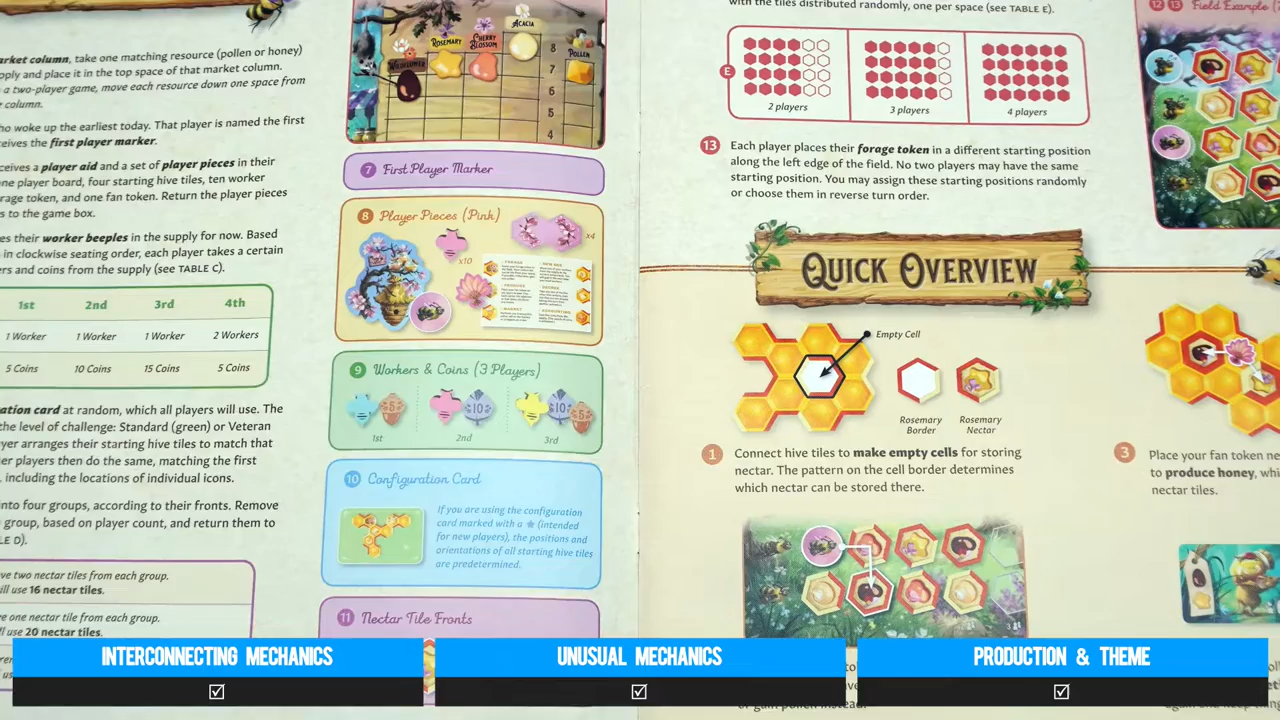 arket column, take one matching resource (pollen or honey)
pply and place it in the top space of that market column.
a two-player game, move each resource down one space from
e column.
ho woke up the earliest today. That player is named the first
ceives the first player marker.
ceives a player aid and a set of player pieces in their
ne player board, four starting hive tiles, ten worker
rage token, and one fan token. Return the player pieces
s to the game box.
es their worker beeples in the supply for now. Based
in clockwise seating order, each player takes a certain
ers and coins from the supply (see TABLE C).
1st 2nd 3rd 4th
1 Worker 1 Worker 1 Worker 2 Workers
5 Coins 10 Coins 15 Coins 5 Coins
ation card at random, which all players will use. The
the level of challenge: Standard (green) or Veteran
yer arranges their starting hive tiles to match that
er players then do the same, matching the first
, including the locations of individual icons.
into four groups, according to their fronts. Remove
group, based on player count, and return them to
LE D).
ve two nectar tiles from each group.
ill use 16 nectar tiles.
ve one nectar tile from each group.
ill use 20 nectar tiles.
Wildflower
Rosemary
Cherry
Blossom
Acacia
Pollen
8
7
6
5
4
7 First Player Marker
8 Player Pieces (Pink)
x4
x10
9 Workers & Coins (3 Players)
5 10 10 5
1st 2nd 3rd
10 Configuration Card
If you are using the configuration
card marked with a ★ (intended
for new players), the positions and
orientations of all starting hive tiles
are predetermined.
11 Nectar Tile Fronts
with the tiles distributed randomly, one per space (see TABLE E).
E
2 players 3 players 4 players
13 Each player places their forage token in a different starting position
along the left edge of the field. No two players may have the same
starting position. You may assign these starting positions randomly
or choose them in reverse turn order.
12 13 Field Example (
Quick Overview
Empty Cell
Rosemary
Border
Rosemary
Nectar
1 Connect hive tiles to make empty cells for storing
nectar. The pattern on the cell border determines
which nectar can be stored there.
3 Place your fan token ne
to produce honey, whi
nectar tiles.
INTERCONNECTING MECHANICS
☑
UNUSUAL MECHANICS
☑
PRODUCTION & THEME
☑